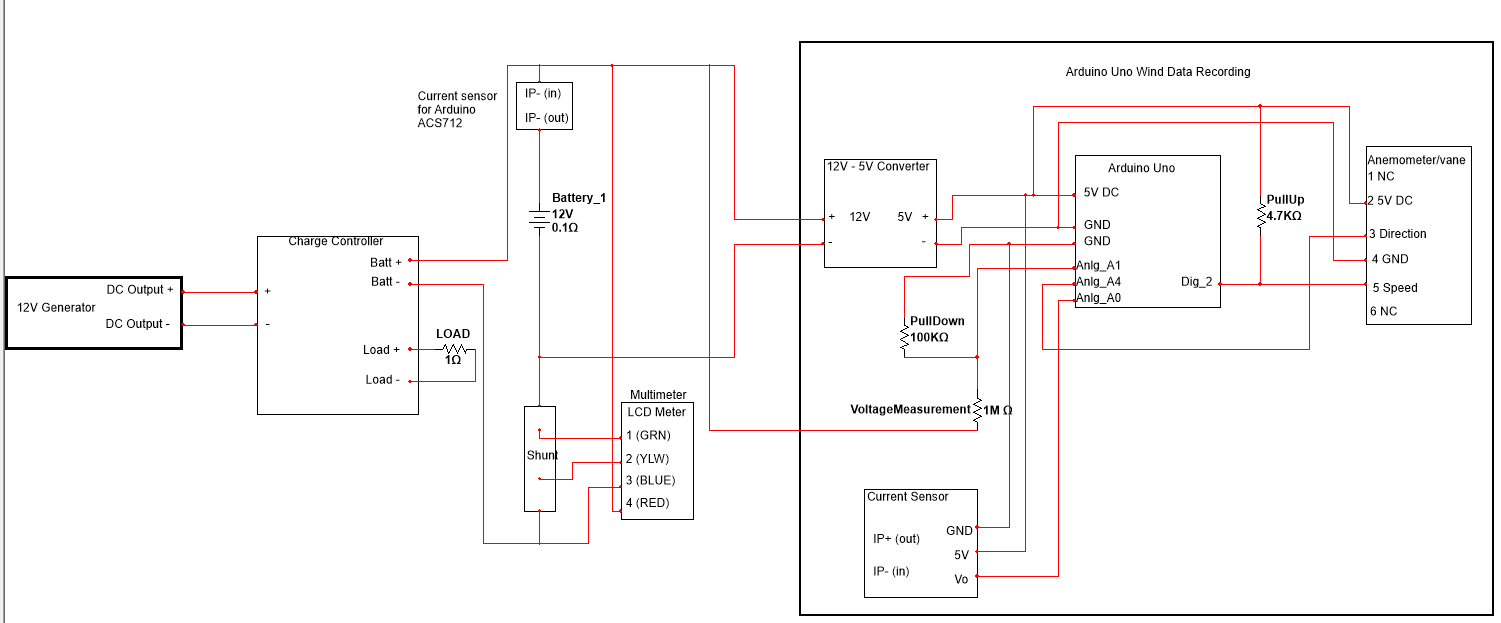 12V Generator
DC Output +
DC Output -
Charge Controller
+
-
Batt +
Batt -
Load +
Load -
LOAD
1Ω
Current sensor
for Arduino
ACS712
IP- (in)
IP- (out)
Battery_1
12V
0.1Ω
Shunt
Multimeter
LCD Meter
1 (GRN)
2 (YLW)
3 (BLUE)
4 (RED)
Arduino Uno Wind Data Recording
12V - 5V Converter
+ 12V 5V +
- -
Arduino Uno
5V DC
GND
GND
Anlg_A1
Anlg_A4
Anlg_A0
Dig_2
PullUp
4.7KΩ
Anemometer/vane
1 NC
2 5V DC
3 Direction
4 GND
5 Speed
6 NC
PullDown
100KΩ
VoltageMeasurement 1M Ω
Current Sensor
GND
IP+ (out)
5V
IP- (in)
Vo